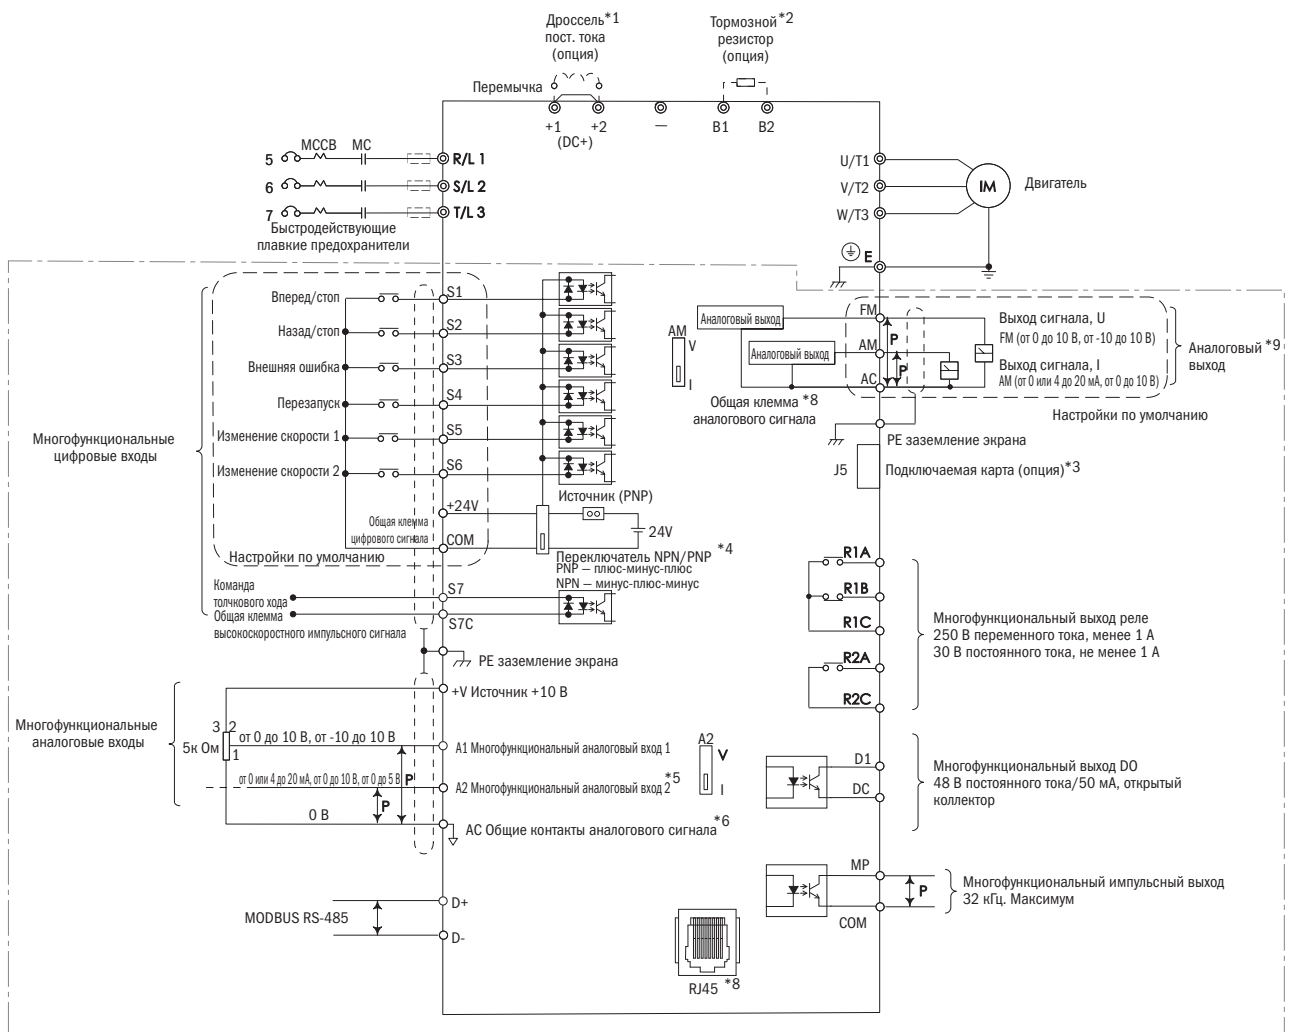 Дроссель*1
пост. тока
(опция)
Тормозной*2
резистор
(опция)
Перемычка
+1
+2
—
B1
B2
(DC+)
MCCB
MC
5
R/L 1
6
S/L 2
7
T/L 3
Быстродействующие
плавкие предохранители
U/T1
V/T2
W/T3
IM
Двигатель
E
Многофункциональные
цифровые входы
Вперед/стоп
S1
Назад/стоп
S2
Внешняя ошибка
S3
Перезапуск
S4
Изменение скорости 1
S5
Изменение скорости 2
S6
Источник (PNP)
+24V
24V
Общая клемма
цифрового сигнала
COM
Настройки по умолчанию
Переключатель NPN/PNP *4
PNP – плюс-минус-плюс
NPN – минус-плюс-минус
Команда
толчкового хода
S7
Общая клемма
высокоскоростного импульсного сигнала
S7C
PE заземление экрана
FM
Аналоговый выход
AM
V
I
P
AM
Аналоговый выход
P
AC
Общая клемма *8
аналогового сигнала
Выход сигнала, U
FM (от 0 до 10 В, от -10 до 10 В)
Выход сигнала, I
AM (от 0 или 4 до 20 мА, от 0 до 10 В)
Аналоговый *9
выход
Настройки по умолчанию
PE заземление экрана
J5
Подключаемая карта (опция)*3
R1A
R1B
R1C
R2A
R2C
Многофункциональный выход реле
250 В переменного тока, менее 1 А
30 В постоянного тока, не менее 1 А
Многофункциональные
аналоговые входы
+V Источник +10 В
5к Ом
3
2
1
от 0 до 10 В, от -10 до 10 В
A1 Многофункциональный аналоговый вход 1
от 0 или 4 до 20 мА, от 0 до 10 В, от 0 до 5 В
P
A2 Многофункциональный аналоговый вход 2 *5
P
0 В
AC Общие контакты аналогового сигнала *6
A2
V
I
D1
DC
Многофункциональный выход DO
48 В постоянного тока/50 мА, открытый
коллектор
MP
P
COM
Многофункциональный импульсный выход
32 кГц. Максимум
MODBUS RS-485
D+
D-
RJ45 *8